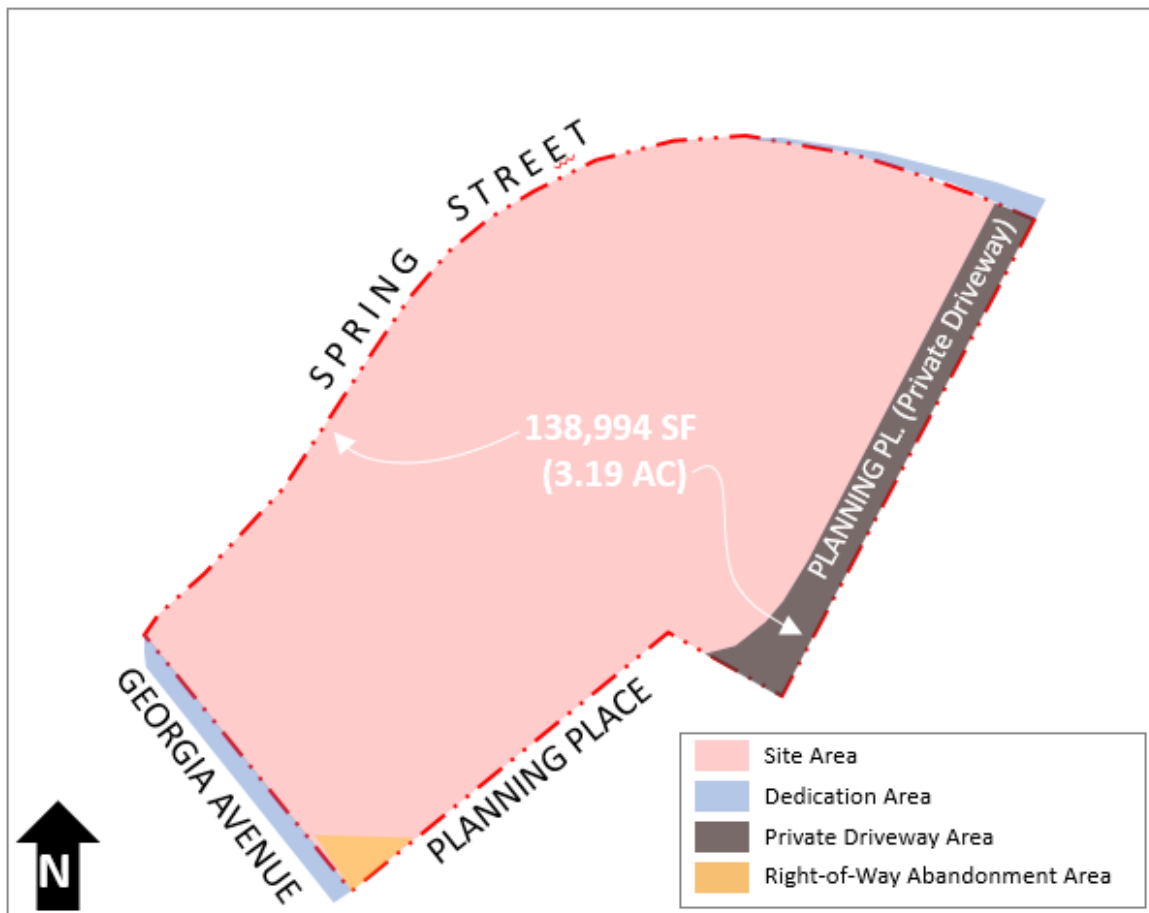 SPRING STREET
138,994 SF
(3.19 AC)
PLANNING PL. (Private Driveway)
GEORGIA AVENUE
PLANNING PLACE
Site Area
Dedication Area
Private Driveway Area
Right-of-Way Abandonment Area
N